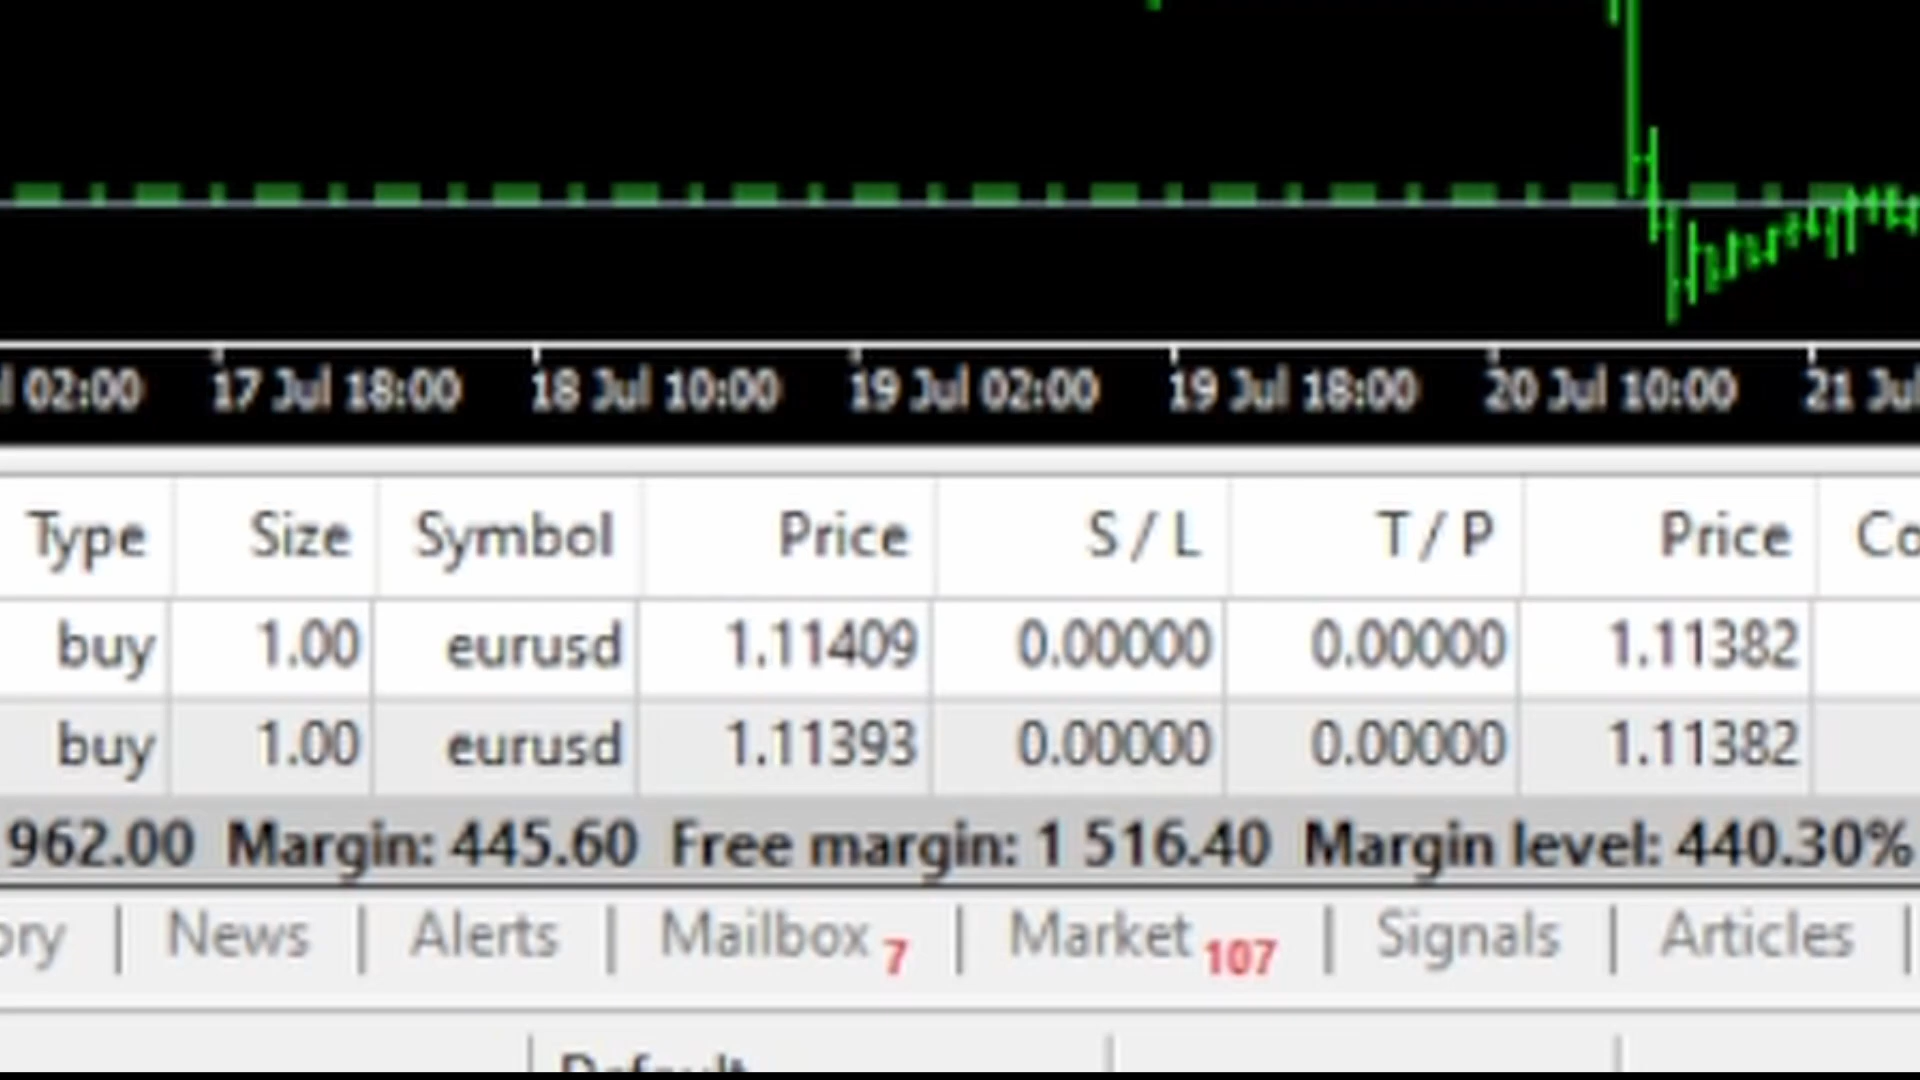 02:00 17 Jul 18:00 18 Jul 10:00 19 Jul 02:00 19 Jul 18:00 20 Jul 10:00 21 Jul
Type Size Symbol Price S / L T / P Price Co
buy 1.00 eurusd 1.11409 0.00000 0.00000 1.11382
buy 1.00 eurusd 1.11393 0.00000 0.00000 1.11382
962.00 Margin: 445.60 Free margin: 1 516.40 Margin level: 440.30%
ory | News | Alerts | Mailbox 7 | Market 107 | Signals | Articles |
Default